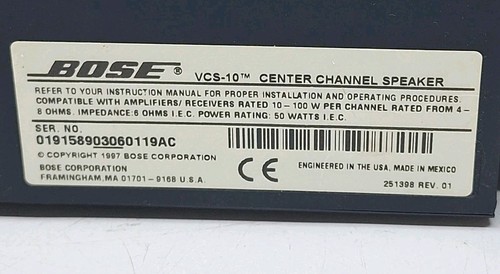 BOSE® VCS-10™ CENTER CHANNEL SPEAKER
REFER TO YOUR INSTRUCTION MANUAL FOR PROPER INSTALLATION AND OPERATING PROCEDURES.
COMPATIBLE WITH AMPLIFIERS/ RECEIVERS RATED 10-100 W PER CHANNEL RATED FROM 4-
8 OHMS. IMPEDANCE:6 OHMS I.E.C. POWER RATING: 50 WATTS I.E.C.
SER. NO.
019158903060119AC
© COPYRIGHT 1997 BOSE CORPORATION
BOSE CORPORATION
FRAMINGHAM,MA 01701-9168 U.S.A.
CE
ENGINEERED IN THE USA, MADE IN MEXICO
251398 REV. 01